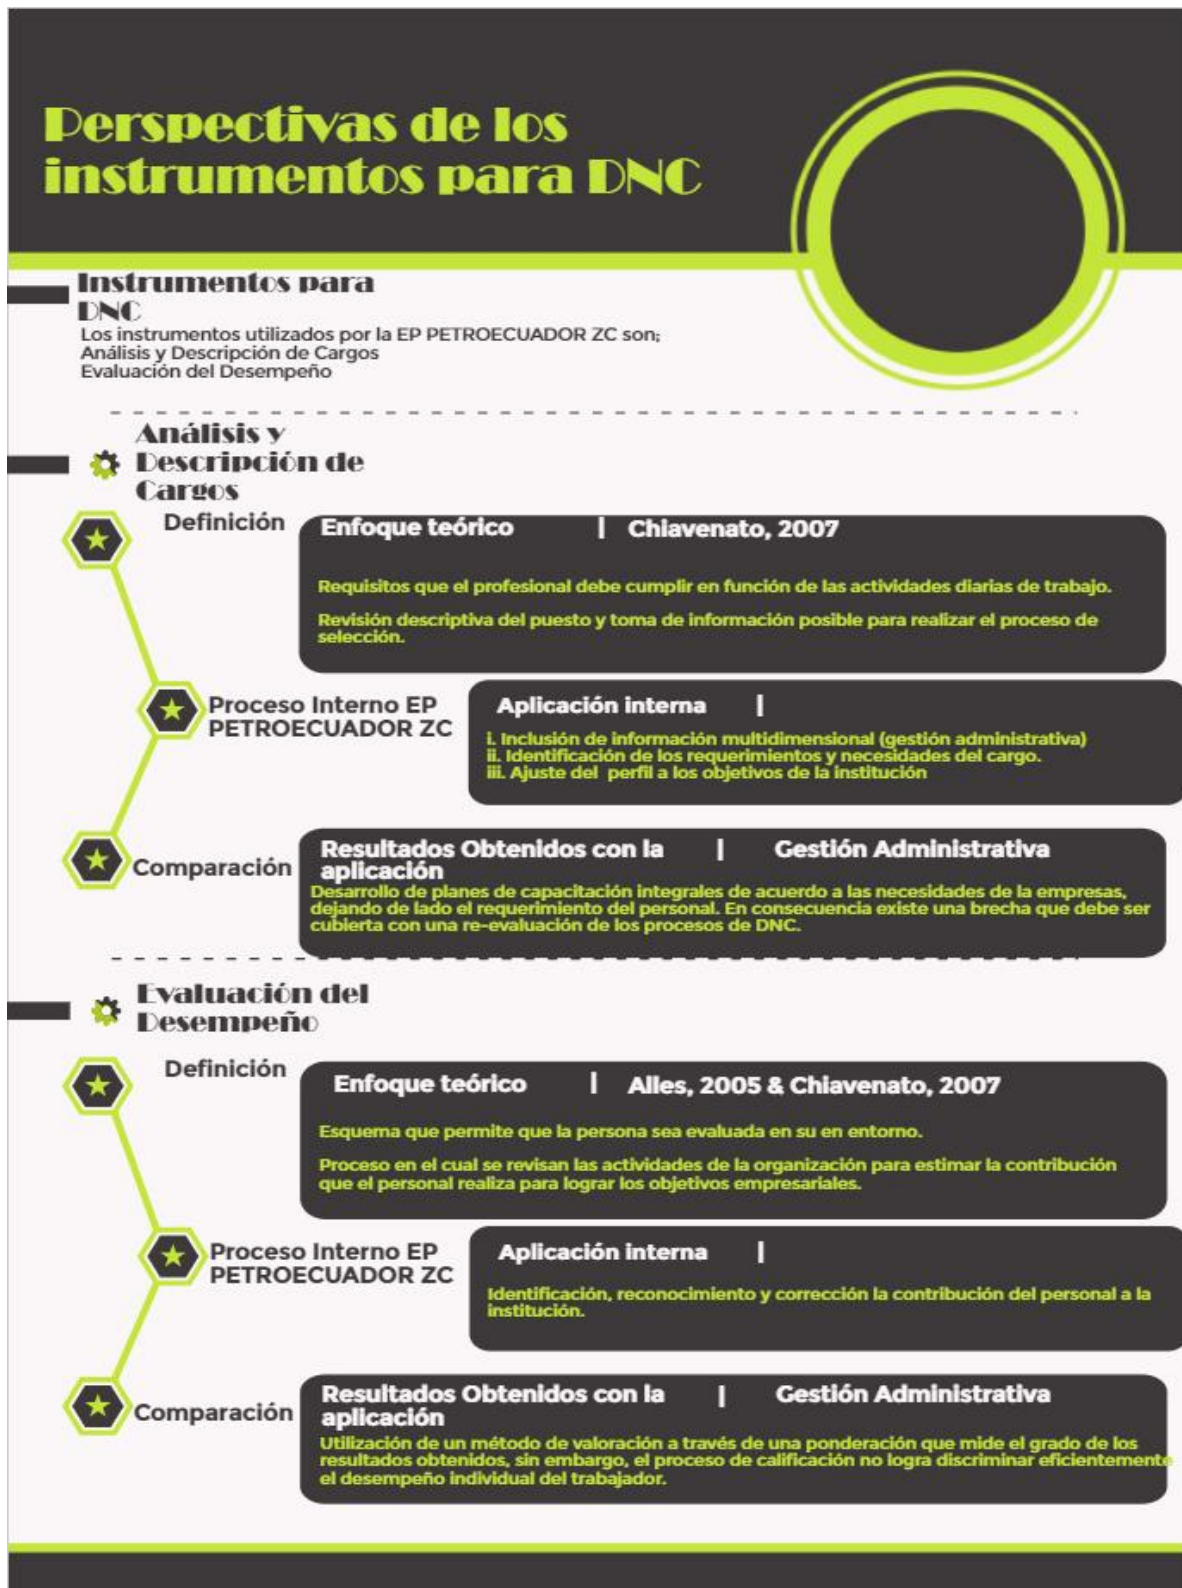 Perspectivas de los
instrumentos para DNC
Instrumentos para
DNC
Los instrumentos utilizados por la EP PETROECUADOR ZC son;
Análisis y Descripción de Cargos
Evaluación del Desempeño
Análisis y
Descripción de
Cargos
Definición
Enfoque teórico | Chiavenato, 2007
Requisitos que el profesional debe cumplir en función de las actividades diarias de trabajo.
Revisión descriptiva del puesto y toma de información posible para realizar el proceso de
selección.
Proceso Interno EP
PETROECUADOR ZC
Aplicación interna |
i. Inclusión de información multidimensional (gestión administrativa)
ii. Identificación de los requerimientos y necesidades del cargo.
iii. Ajuste del perfil a los objetivos de la institución
Comparación
Resultados Obtenidos con la | Gestión Administrativa
aplicación
Desarrollo de planes de capacitación integrales de acuerdo a las necesidades de la empresas,
dejando de lado el requerimiento del personal. En consecuencia existe una brecha que debe ser
cubierta con una re-evaluación de los procesos de DNC.
Evaluación del
Desempeño
Definición
Enfoque teórico | Alles, 2005 & Chiavenato, 2007
Esquema que permite que la persona sea evaluada en su en entorno.
Proceso en el cual se revisan las actividades de la organización para estimar la contribución
que el personal realiza para lograr los objetivos empresariales.
Proceso Interno EP
PETROECUADOR ZC
Aplicación interna |
Identificación, reconocimiento y corrección la contribución del personal a la
institución.
Comparación
Resultados Obtenidos con la | Gestión Administrativa
aplicación
Utilización de un método de valoración a través de una ponderación que mide el grado de los
resultados obtenidos, sin embargo, el proceso de calificación no logra discriminar eficientemente
el desempeño individual del trabajador.